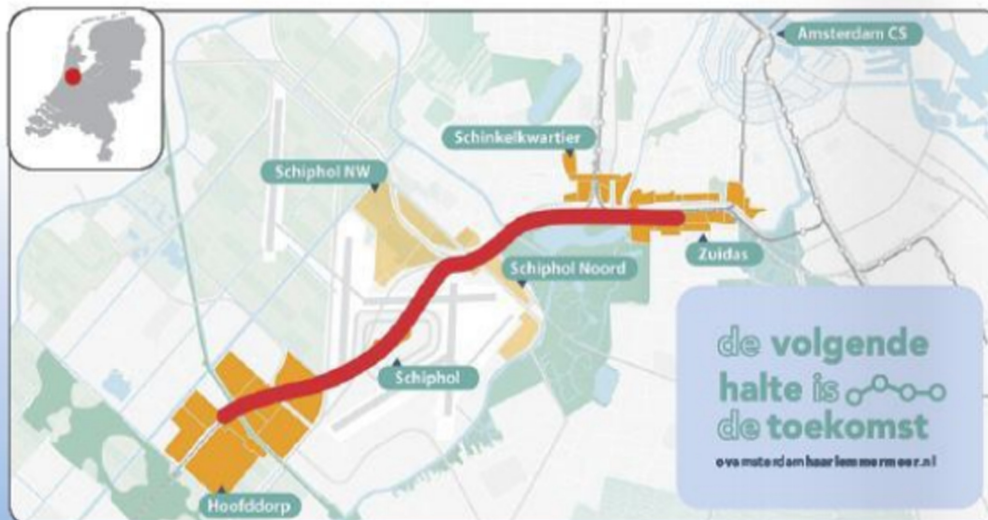 Amsterdam CS
Schinkelkwartier
Schiphol NW
Zuidas
Schiphol Noord
Schiphol
Hoofddorp
de volgende
halte is
de toekomst
ovamsterdamhaarlemmermeer.nl